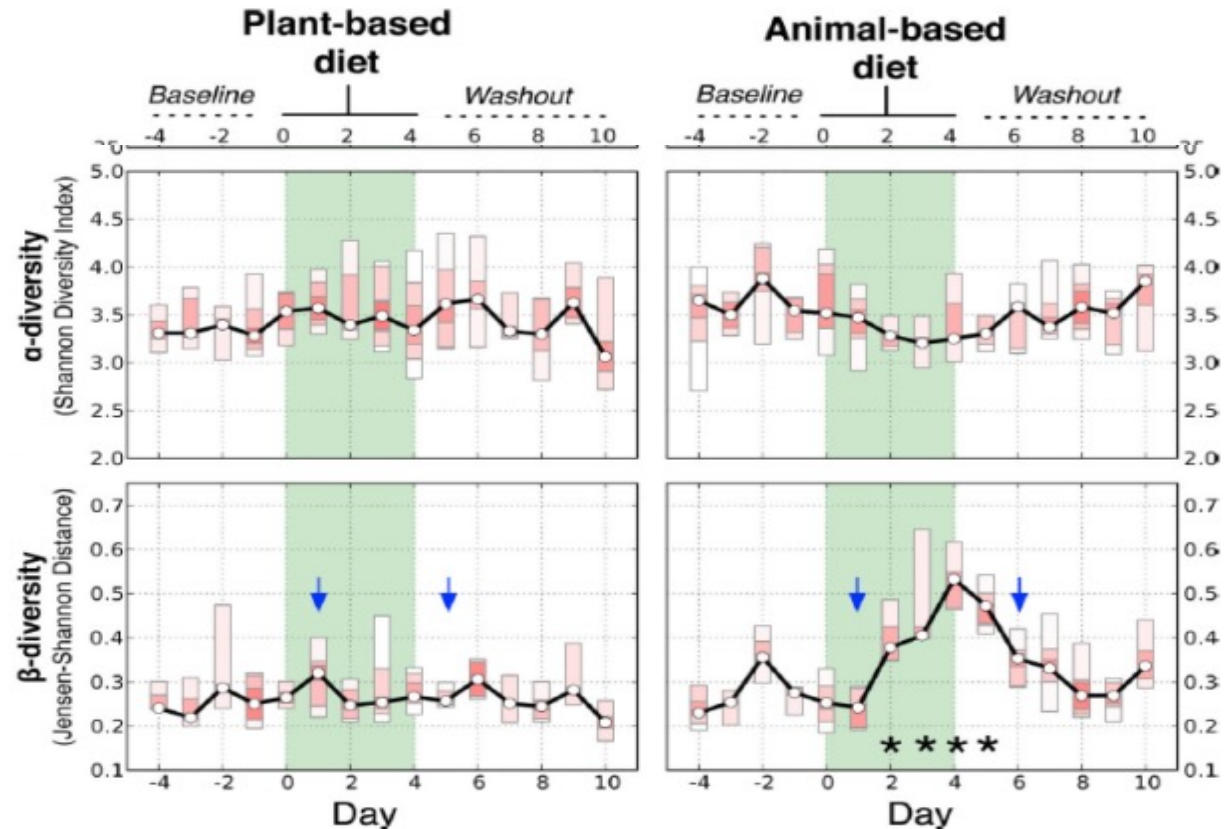 Plant-based
diet
Animal-based
diet
Baseline
Washout
Baseline
Washout
-4 -2 0 2 4 6 8 10
-4 -2 0 2 4 6 8 10
α-diversity
(Shannon Diversity Index)
5.0
4.5
4.0
3.5
3.0
2.5
2.0
5.0
4.5
4.0
3.5
3.0
2.5
2.0
β-diversity
(Jensen-Shannon Distance)
0.7
0.6
0.5
0.4
0.3
0.2
0.1
* * * *
0.7
0.6
0.5
0.4
0.3
0.2
0.1
-4 -2 0 2 4 6 8 10
-4 -2 0 2 4 6 8 10
Day
Day